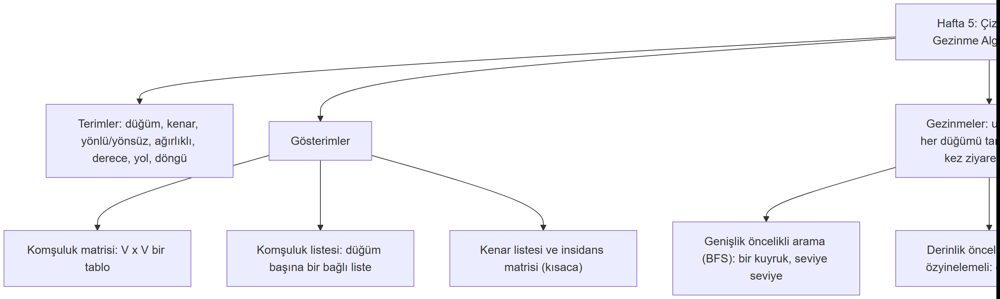 Hafta 5: Çiz
Gezinme Alg
Terimler: düğüm, kenar,
yönlü/yönsüz, ağırlıklı,
derece, yol, döngü
Gösterimler
Gezinmeler: u
her düğümü tam
kez ziyare
Komşuluk matrisi: V x V bir
tablo
Komşuluk listesi: düğüm
başına bir bağlı liste
Kenar listesi ve insidans
matrisi (kısaca)
Genişlik öncelikli arama
(BFS): bir kuyruk, seviye
seviye
Derinlik öncel
özyinelemeli: